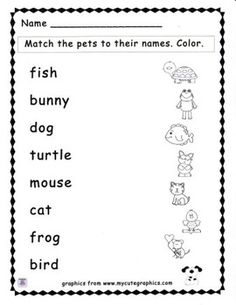 Name
Match the pets to their names. Color.
fish
bunny
dog
turtle
mouse
cat
frog
bird
graphics from www.mycutegraphics.com